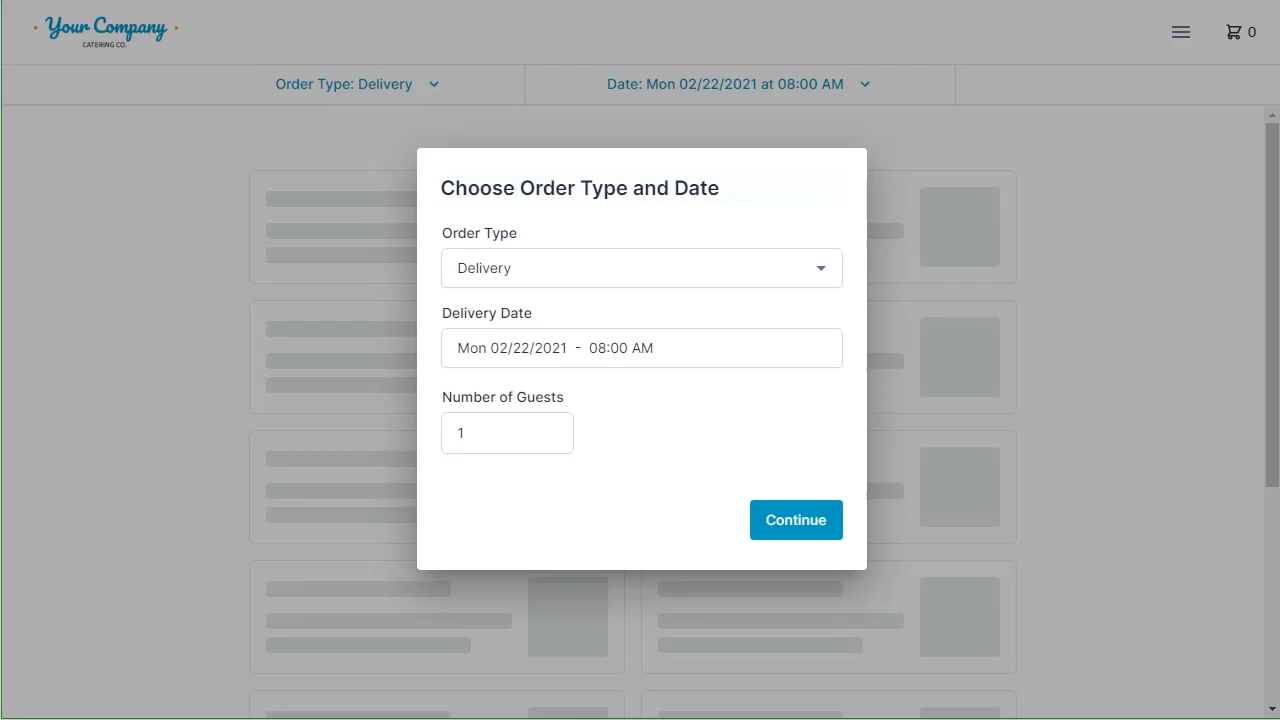 Your Company
CATERING CO.
0
Order Type: Delivery
Date: Mon 02/22/2021 at 08:00 AM
Choose Order Type and Date
Order Type
Delivery
Delivery Date
Mon 02/22/2021 - 08:00 AM
Number of Guests
1
Continue